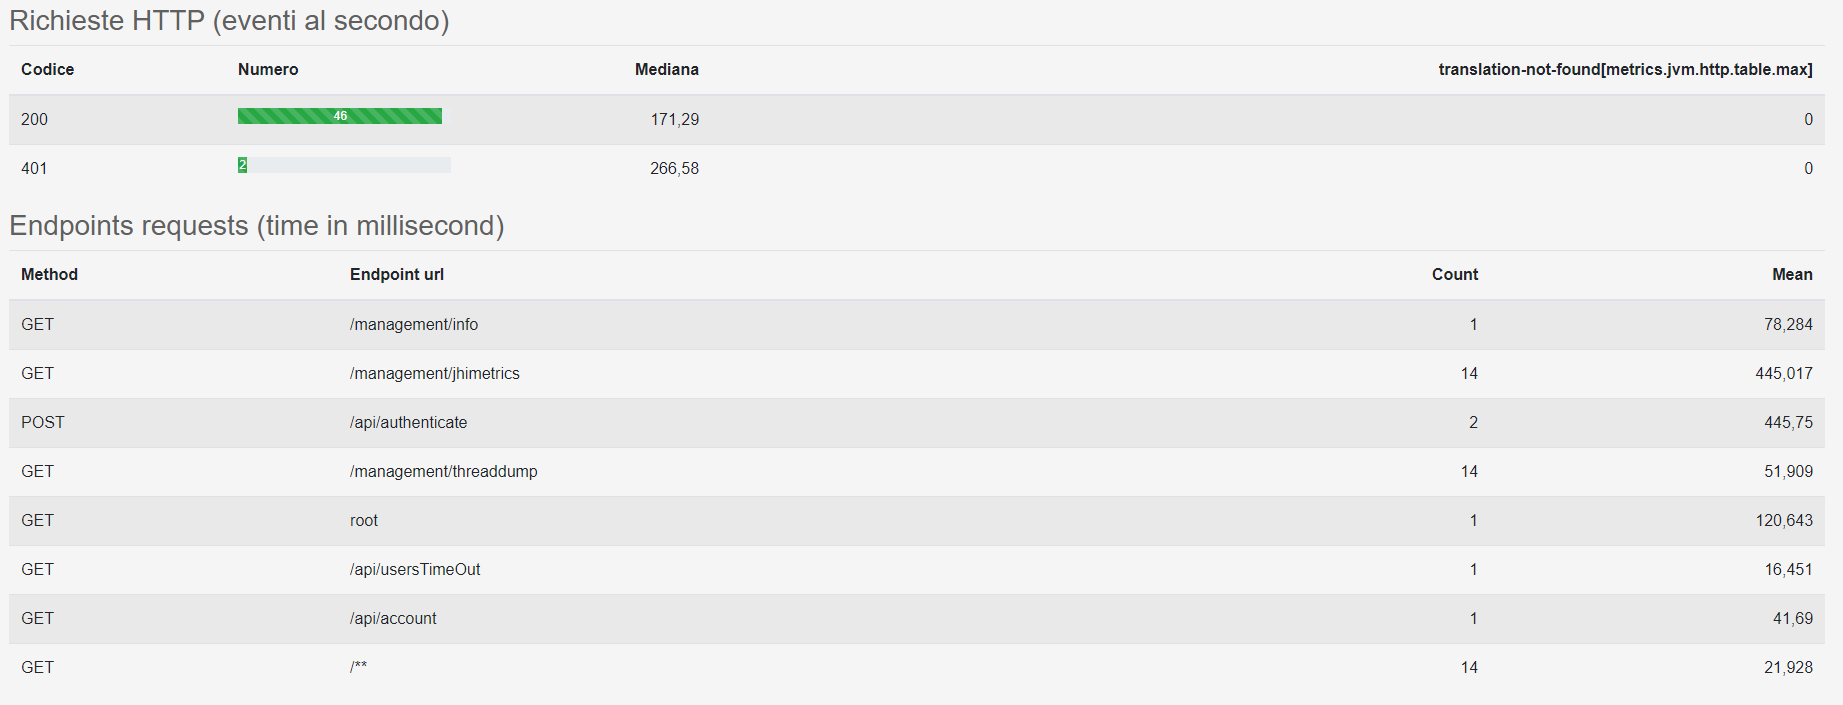 Richieste HTTP (eventi al secondo)
Codice Numero Mediana translation-not-found[metrics.jvm.http.table.max]
200 46 171,29 0
401 2 266,58 0
Endpoints requests (time in millisecond)
Method Endpoint url Count Mean
GET /management/info 1 78,284
GET /management/jhimetrics 14 445,017
POST /api/authenticate 2 445,75
GET /management/threaddump 14 51,909
GET root 1 120,643
GET /api/usersTimeOut 1 16,451
GET /api/account 1 41,69
GET /** 14 21,928